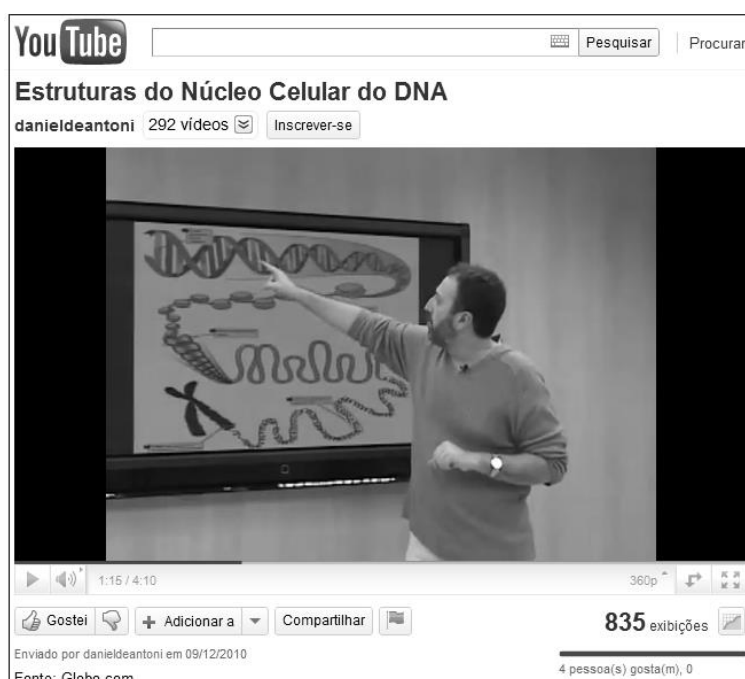 YouTube
Pesquisar Procurar
Estruturas do Núcleo Celular do DNA
danieldeantoni 292 vídeos Inscrever-se
1:15 / 4:10 360p
Gostei Adicionar a Compartilhar 835 exibições
Enviado por danieldeantoni em 09/12/2010
4 pessoa(s) gosta(m), 0
Fonte: Globo.com